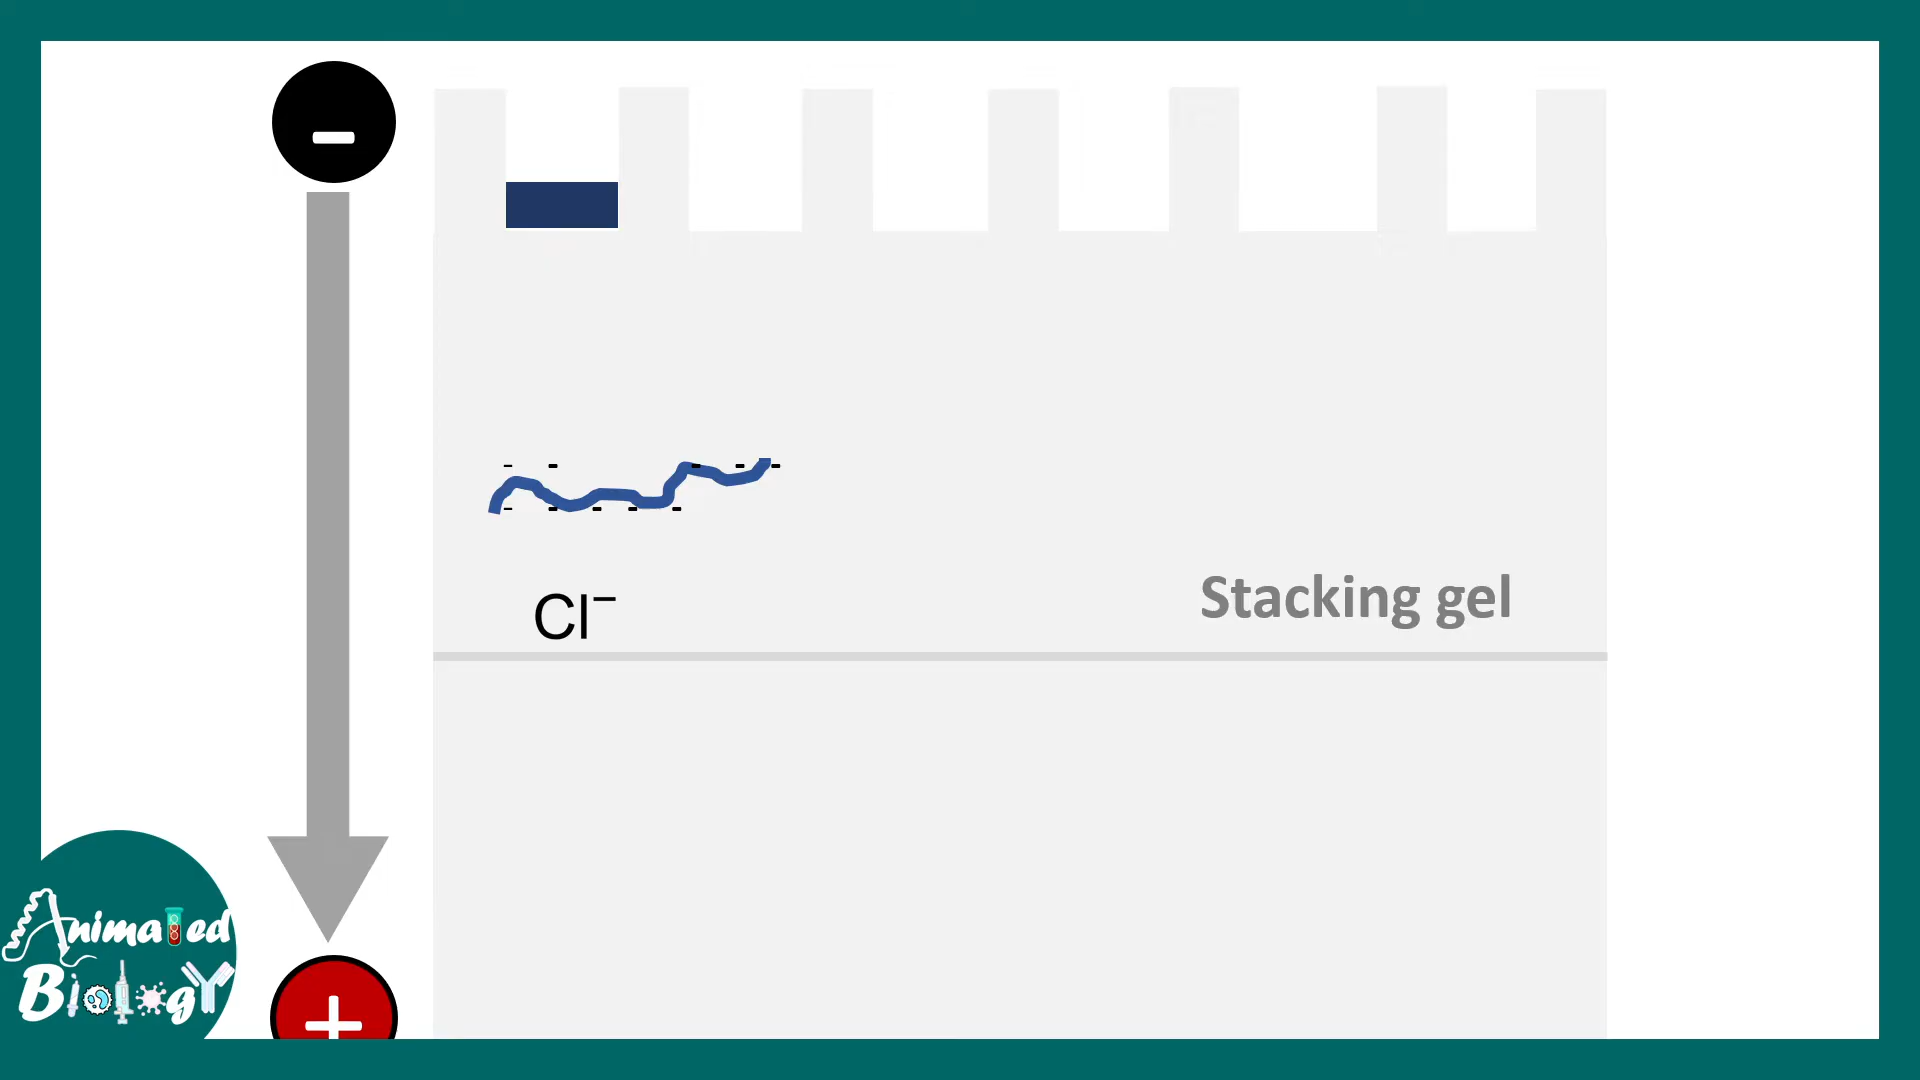 -
- -
- - -
- - - - -
Cl⁻
Stacking gel
Animated
Biology
+